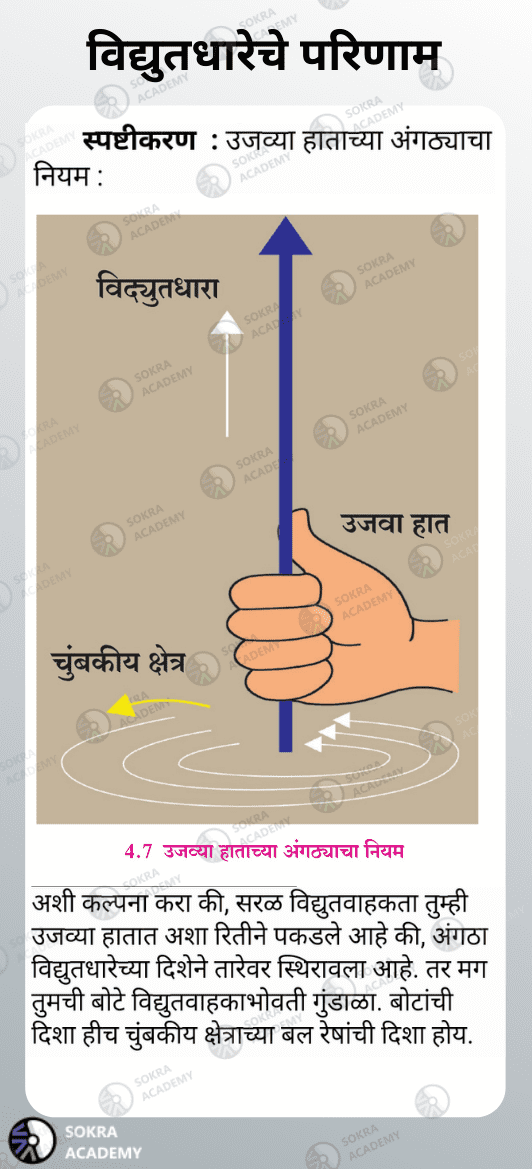 विद्युतधारेचे परिणाम
स्पष्टीकरण : उजव्या हाताच्या अंगठ्याचा
नियम :
विद्युतधारा
उजवा हात
चुंबकीय क्षेत्र
4.7 उजव्या हाताच्या अंगठ्याचा नियम
अशी कल्पना करा की, सरळ विद्युतवाहकता तुम्ही
उजव्या हातात अशा रितीने पकडले आहे की, अंगठा
विद्युतधारेच्या दिशेने तारेवर स्थिरावला आहे. तर मग
तुमची बोटे विद्युतवाहकाभोवती गुंडाळा. बोटांची
दिशा हीच चुंबकीय क्षेत्राच्या बल रेषांची दिशा होय.
SOKRA
ACADEMY